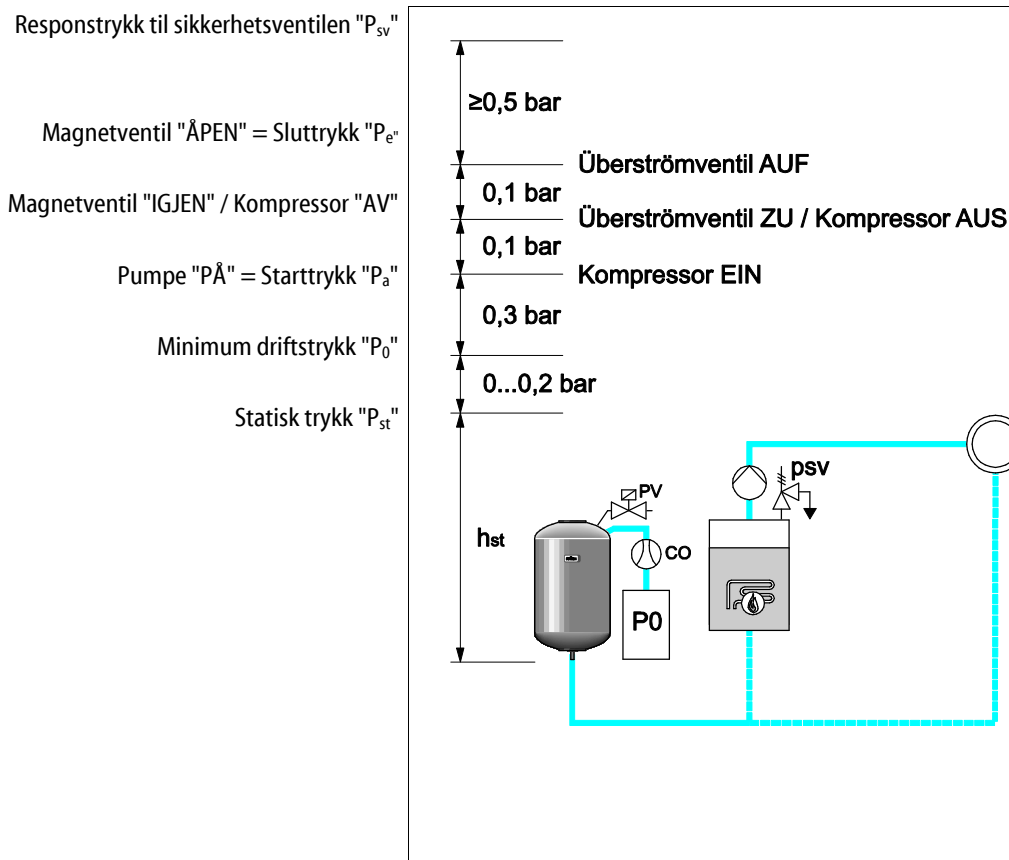 Responstrykk til sikkerhetsventilen "Psv"
≥0,5 bar
Magnetventil "ÅPEN" = Sluttrykk "Pe"
Überströmventil AUF
0,1 bar
Magnetventil "IGJEN" / Kompressor "AV"
Überströmventil ZU / Kompressor AUS
0,1 bar
Pumpe "PÅ" = Starttrykk "Pa"
Kompressor EIN
0,3 bar
Minimum driftstrykk "P0"
0...0,2 bar
Statisk trykk "Pst"
hst
PV
CO
P0
psv